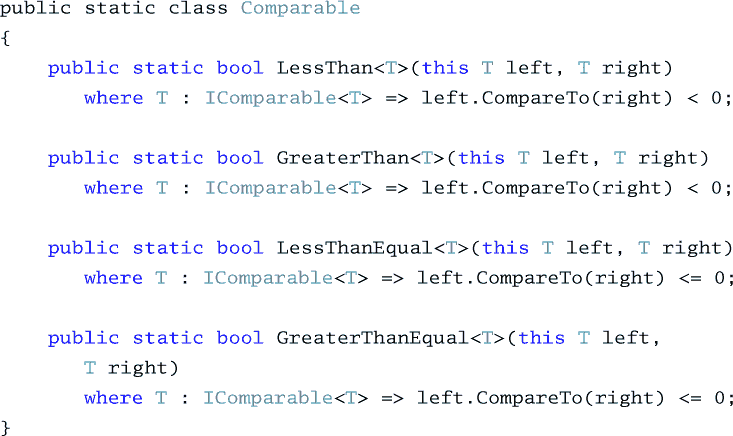 public static class Comparable
{
    public static bool LessThan<T>(this T left, T right)
       where T : IComparable<T> => left.CompareTo(right) < 0;

    public static bool GreaterThan<T>(this T left, T right)
       where T : IComparable<T> => left.CompareTo(right) < 0;

    public static bool LessThanEqual<T>(this T left, T right)
       where T : IComparable<T> => left.CompareTo(right) <= 0;

    public static bool GreaterThanEqual<T>(this T left,
       T right)
       where T : IComparable<T> => left.CompareTo(right) <= 0;
}